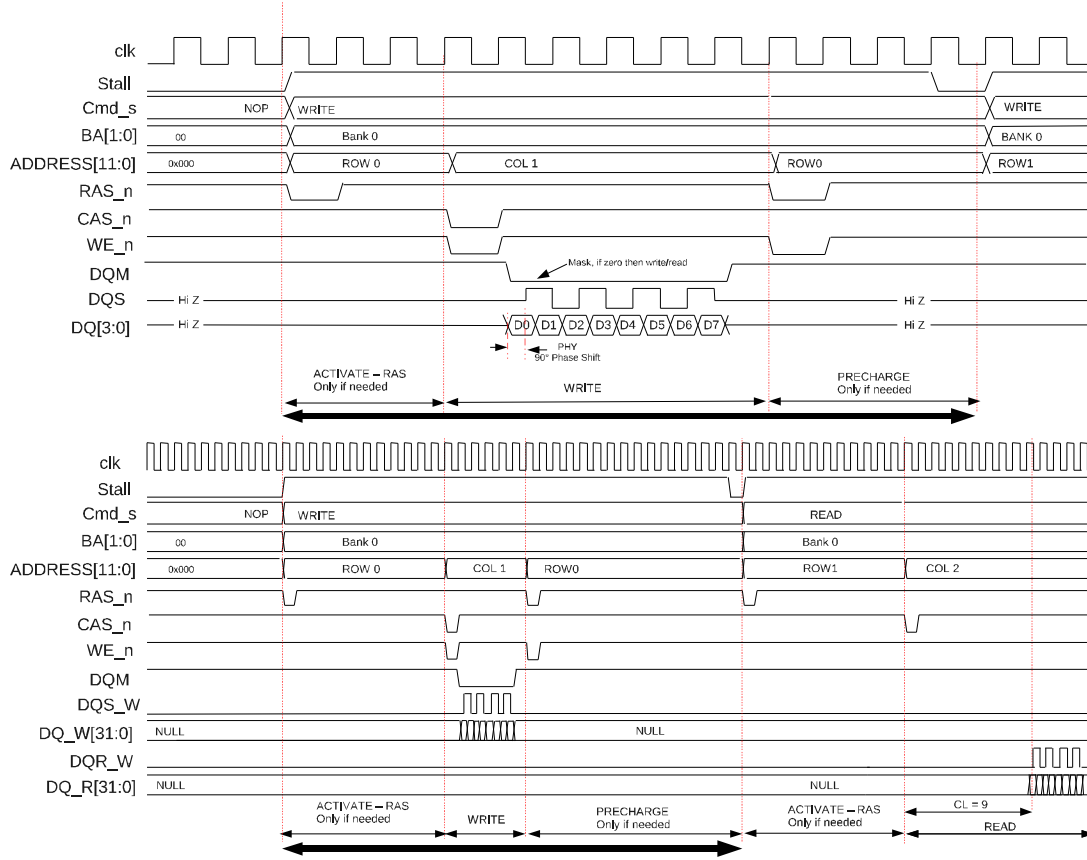 clk
Stall
Cmd_s NOP WRITE WRITE
BA[1:0] 00 Bank 0 BANK 0
ADDRESS[11:0] 0x000 ROW 0 COL 1 ROW0 ROW1
RAS_n
CAS_n
WE_n
DQM Mask, if zero then write/read
DQS Hi Z Hi Z
DQ[3:0] Hi Z D0 D1 D2 D3 D4 D5 D6 D7 Hi Z
PHY
90° Phase Shift
ACTIVATE – RAS
Only if needed
WRITE
PRECHARGE
Only if needed
clk
Stall
Cmd_s NOP WRITE READ
BA[1:0] 00 Bank 0 Bank 0
ADDRESS[11:0] 0x000 ROW 0 COL 1 ROW0 ROW1 COL 2
RAS_n
CAS_n
WE_n
DQM
DQS_W
DQ_W[31:0] NULL NULL
DQR_W
DQ_R[31:0] NULL NULL
ACTIVATE – RAS
Only if needed
WRITE
PRECHARGE
Only if needed
ACTIVATE – RAS
Only if needed
CL = 9
READ